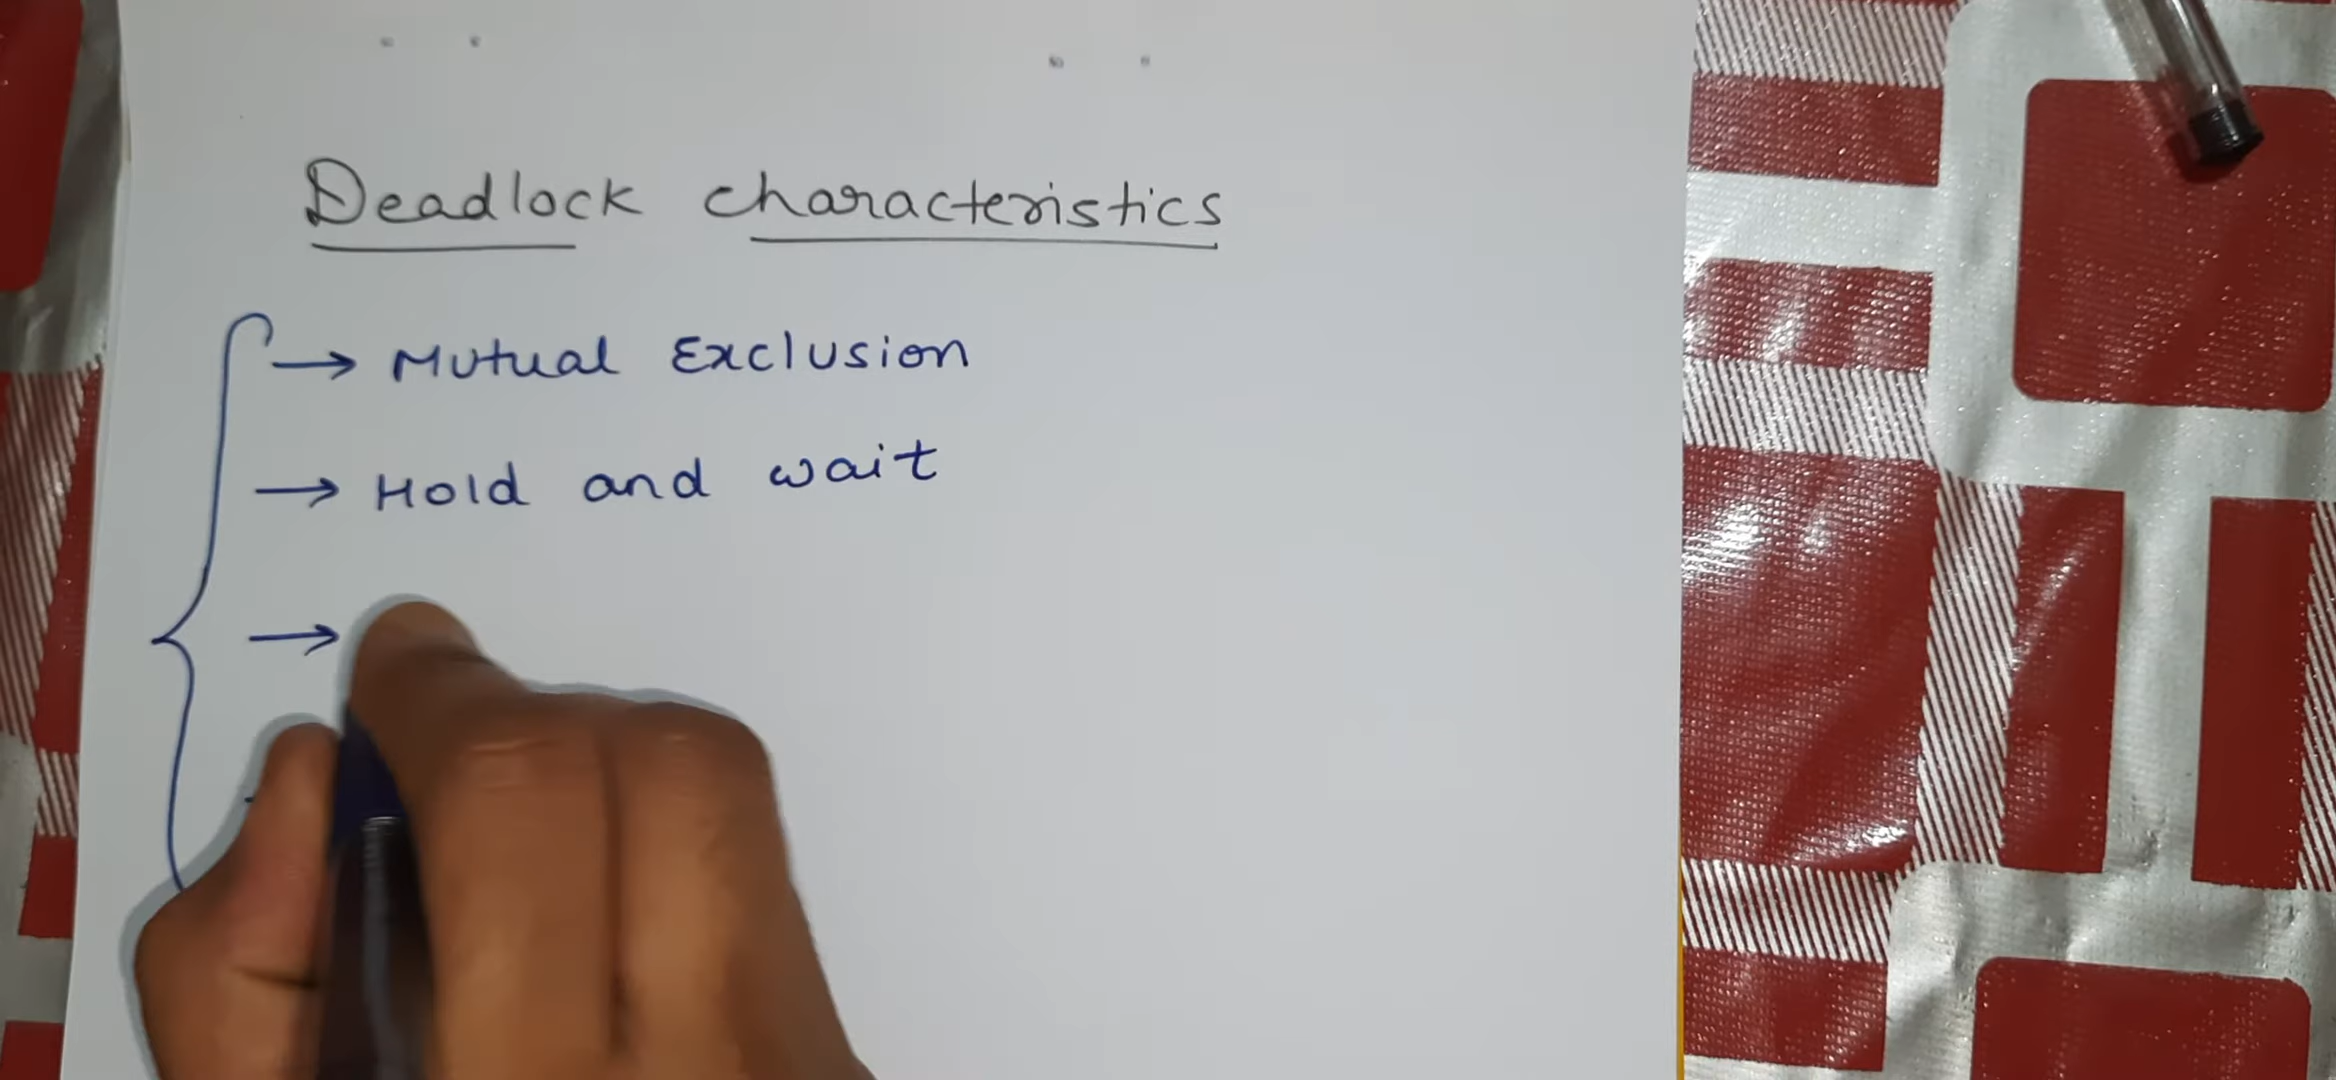 Deadlock characteristics
→ Mutual Exclusion
→ Hold and wait
→